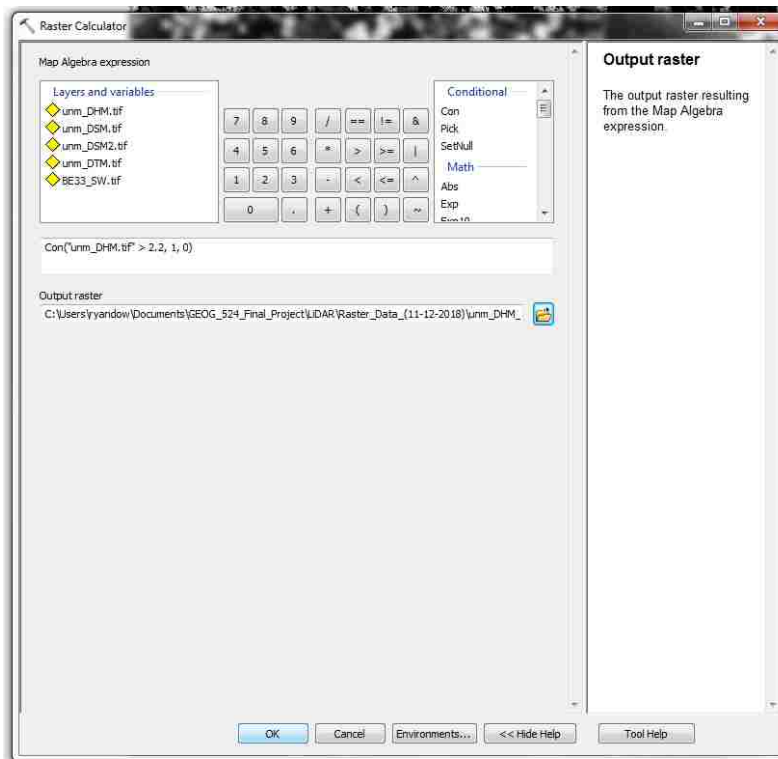 Raster Calculator
Map Algebra expression
Layers and variables
unm_DHM.tif
unm_DSM.tif
unm_DSM2.tif
unm_DTM.tif
BE33_SW.tif
7 8 9 / == != &
4 5 6 * > >= |
1 2 3 - < <= ^
0 . + ( ) ~
Conditional
Con
Pick
SetNull
Math
Abs
Exp
Exp10
Con("unm_DHM.tif" > 2.2, 1, 0)
Output raster
C:\Users\ryandow\Documents\GEOG_524_Final_Project\LiDAR\Raster_Data_(11-12-2018)\unm_DHM_
OK Cancel Environments... << Hide Help Tool Help
Output raster
The output raster resulting
from the Map Algebra
expression.